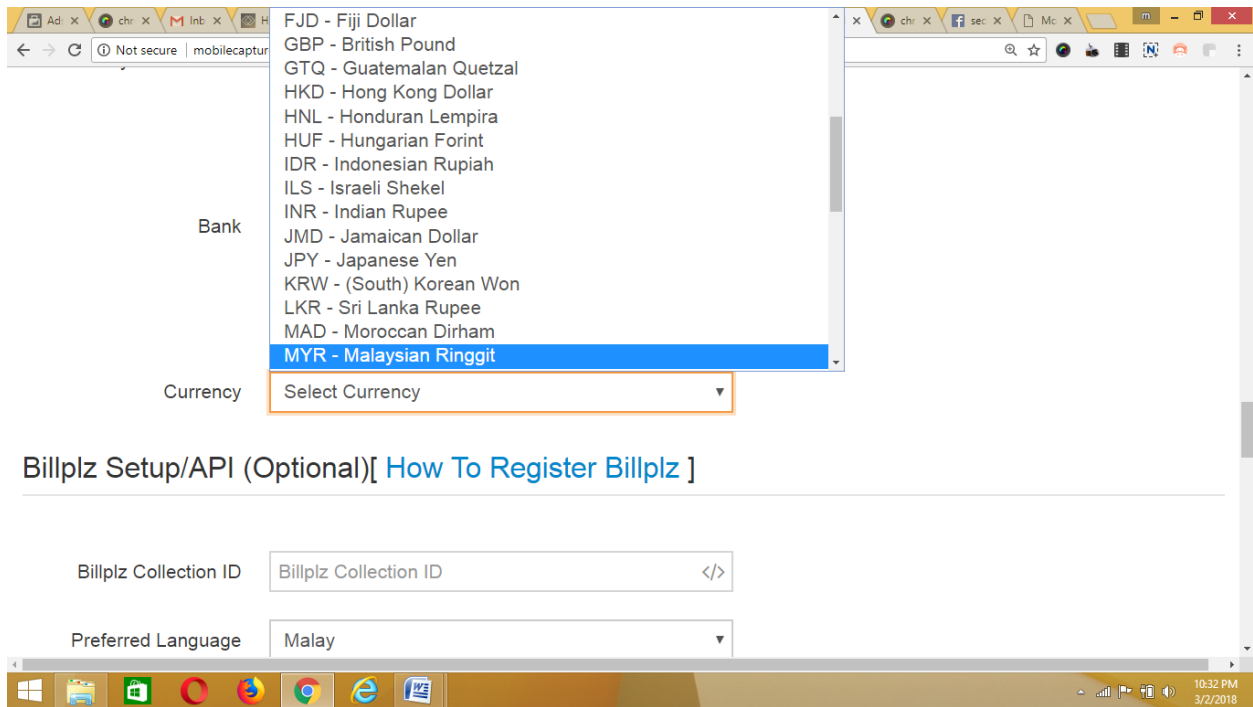 Ad:
chr
Inb
H
chr
sec
Mc
m
Not secure
mobilecaptur
FJD - Fiji Dollar
GBP - British Pound
GTQ - Guatemalan Quetzal
HKD - Hong Kong Dollar
HNL - Honduran Lempira
HUF - Hungarian Forint
IDR - Indonesian Rupiah
ILS - Israeli Shekel
INR - Indian Rupee
JMD - Jamaican Dollar
JPY - Japanese Yen
KRW - (South) Korean Won
LKR - Sri Lanka Rupee
MAD - Moroccan Dirham
MYR - Malaysian Ringgit
Bank
Currency
Select Currency
Billplz Setup/API (Optional)[ How To Register Billplz ]
Billplz Collection ID
Billplz Collection ID
</>
Preferred Language
Malay
10:32 PM
3/2/2018